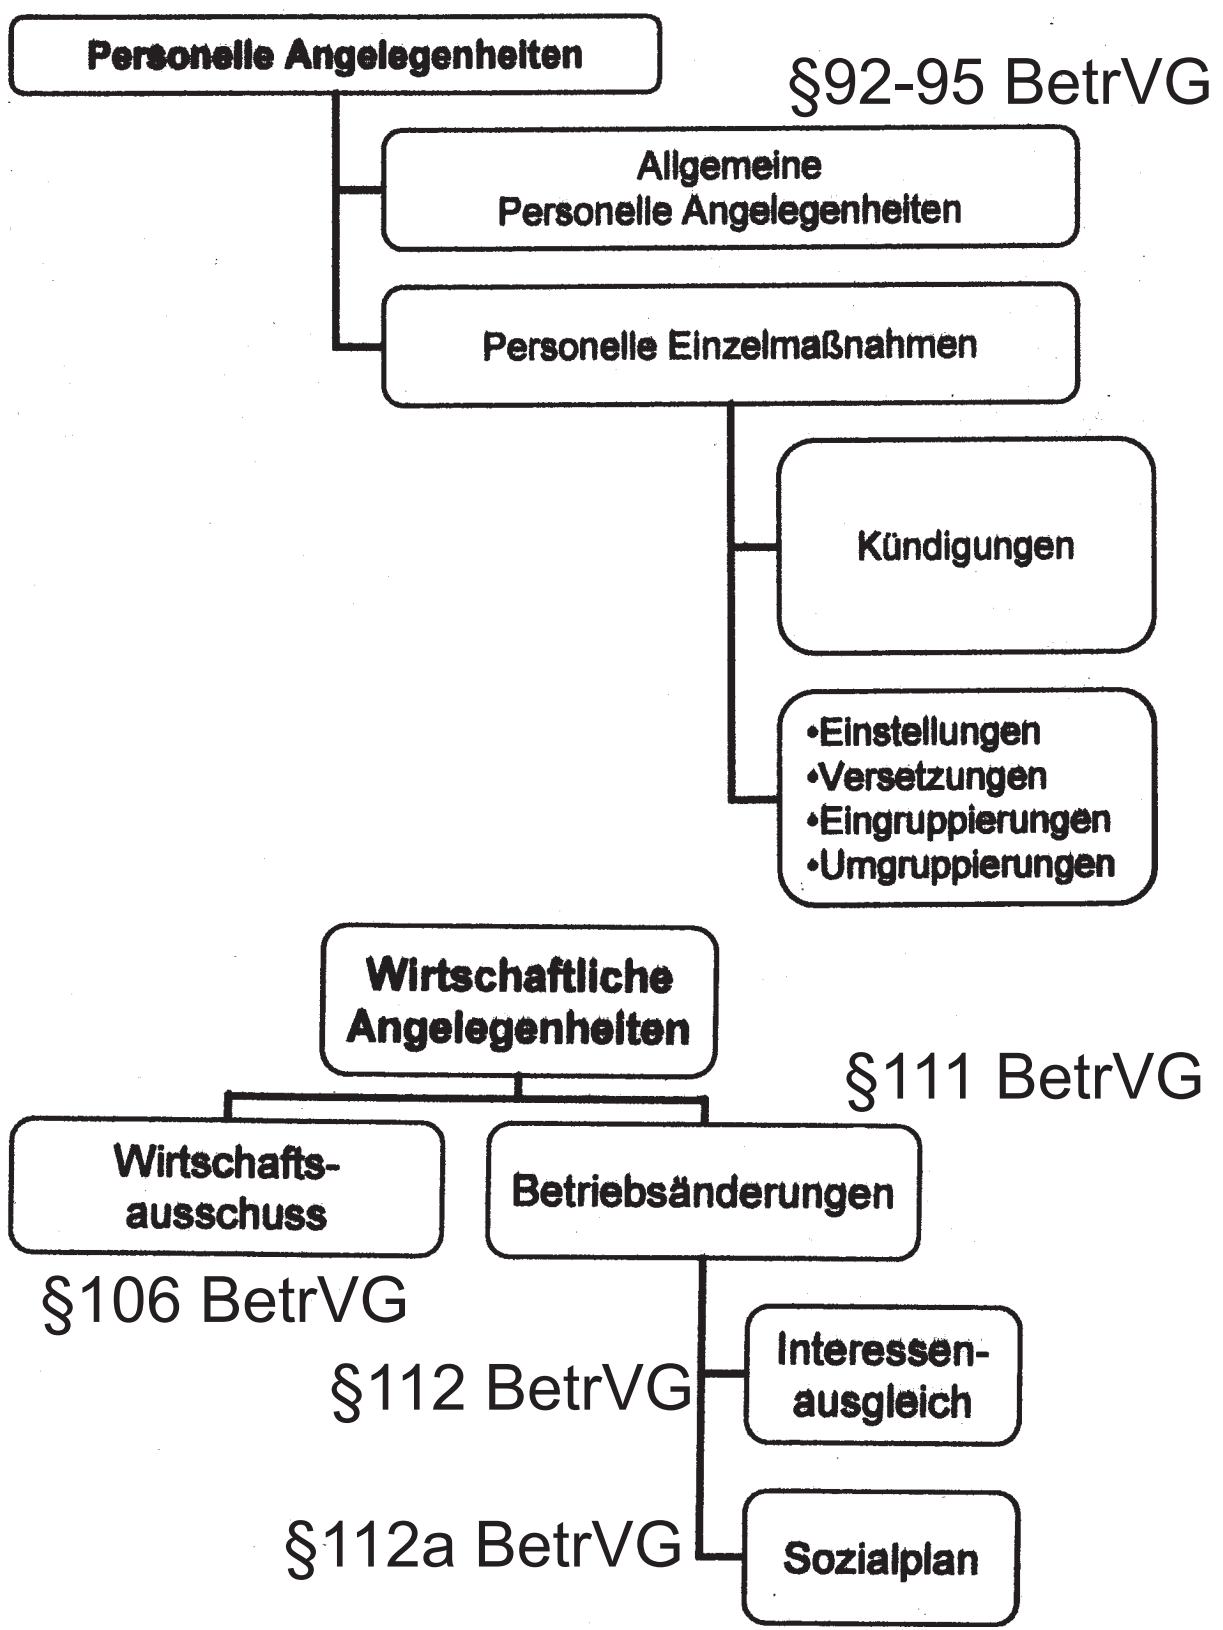 Personelle Angelegenheiten
§92-95 BetrVG
Allgemeine
Personelle Angelegenheiten
Personelle Einzelmaßnahmen
Kündigungen
•Einstellungen
•Versetzungen
•Eingruppierungen
•Umgruppierungen
Wirtschaftliche
Angelegenheiten
§111 BetrVG
Wirtschafts-
ausschuss
Betriebsänderungen
§106 BetrVG
Interessen-
ausgleich
§112 BetrVG
§112a BetrVG
Sozialplan